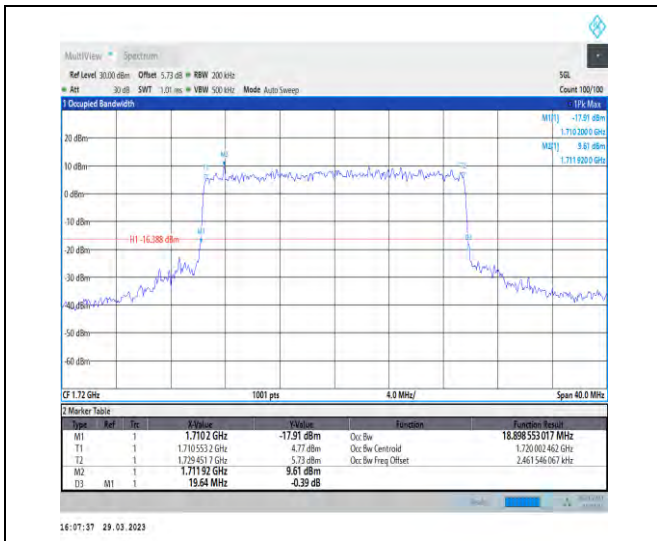 MultiView Spectrum
Ref Level 30.00 dBm Offset 5.73 dB RBW 200 kHz SGL
Att 30 dB SWT 1.01 ms VBW 500 kHz Mode Auto Sweep Count 100/100
1 Occupied Bandwidth 1Pk Max
M1[1] -17.91 dBm
1.710 200 0 GHz
9.61 dBm
1.711 920 0 GHz
20 dBm
M2
10 dBm
0 dBm
-10 dBm
M1
H1 -16.388 dBm
-20 dBm
-30 dBm
-40 dBm
-50 dBm
-60 dBm
CF 1.72 GHz 1001 pts 4.0 MHz/ Span 40.0 MHz
2 Marker Table
Type Ref Trc X-Value Y-Value Function Function Result
M1 1 1.710 2 GHz -17.91 dBm Occ Bw 18.898 553 017 MHz
T1 1 1.710 553 2 GHz 4.77 dBm Occ Bw Centroid 1.720 002 462 GHz
T2 1 1.729 451 7 GHz 5.73 dBm Occ Bw Freq Offset 2.461 546 067 kHz
M2 1 1.711 92 GHz 9.61 dBm
D3 M1 1 19.64 MHz -0.39 dB
16:07:37 29.03.2023